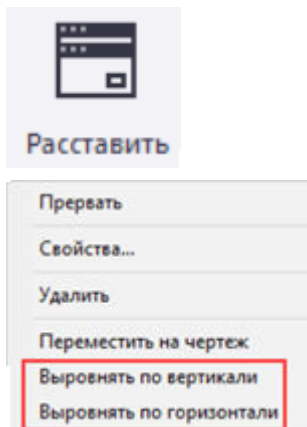 Расставить
Прервать
Свойства...
Удалить
Переместить на чертеж
Выровнять по вертикали
Выровнять по горизонтали